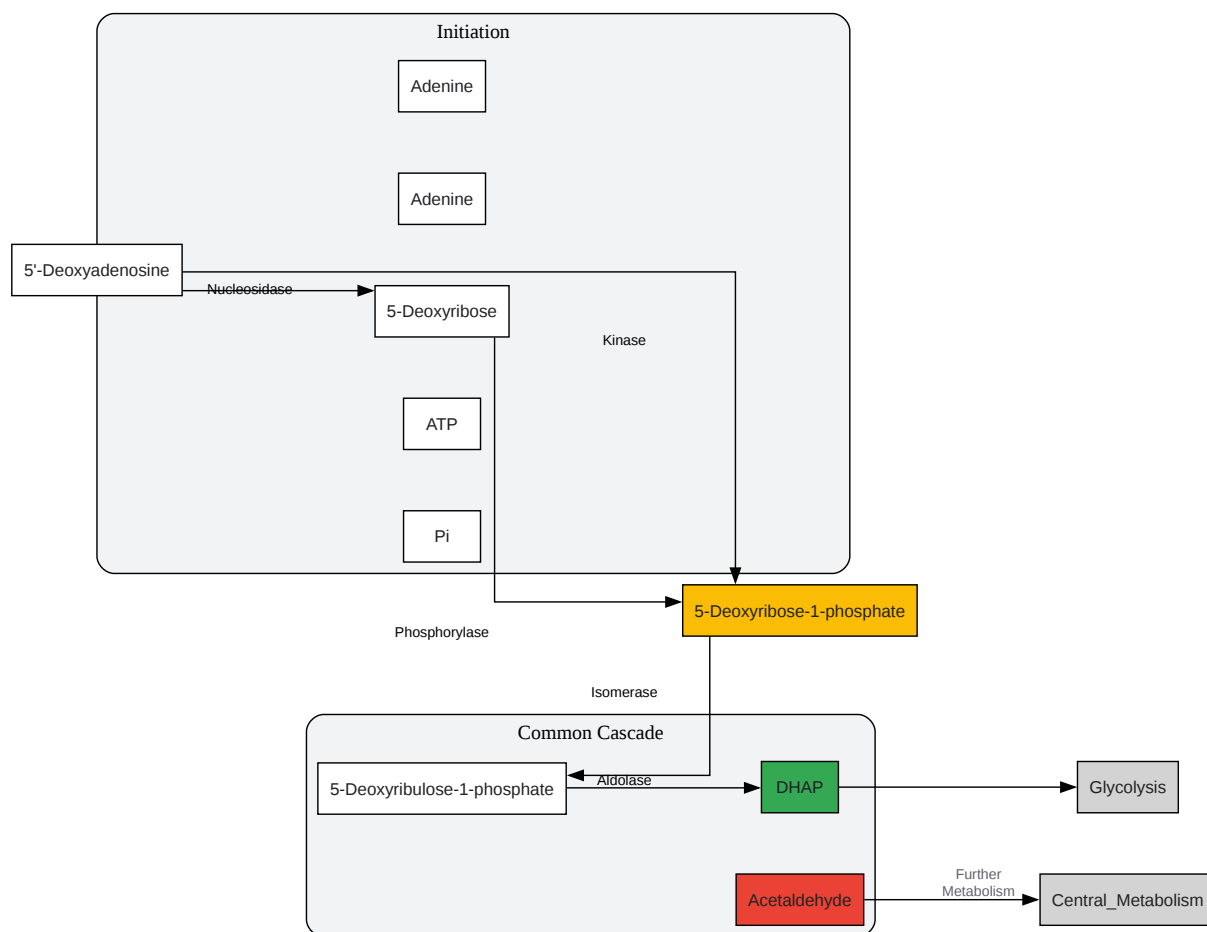 Initiation
Adenine
Adenine
5'-Deoxyadenosine
Nucleosidase
5-Deoxyribose
Kinase
ATP
Pi
5-Deoxyribose-1-phosphate
Phosphorylase
Isomerase
Common Cascade
5-Deoxyribulose-1-phosphate
Aldolase
DHAP
Glycolysis
Acetaldehyde
Further
Metabolism
Central_Metabolism